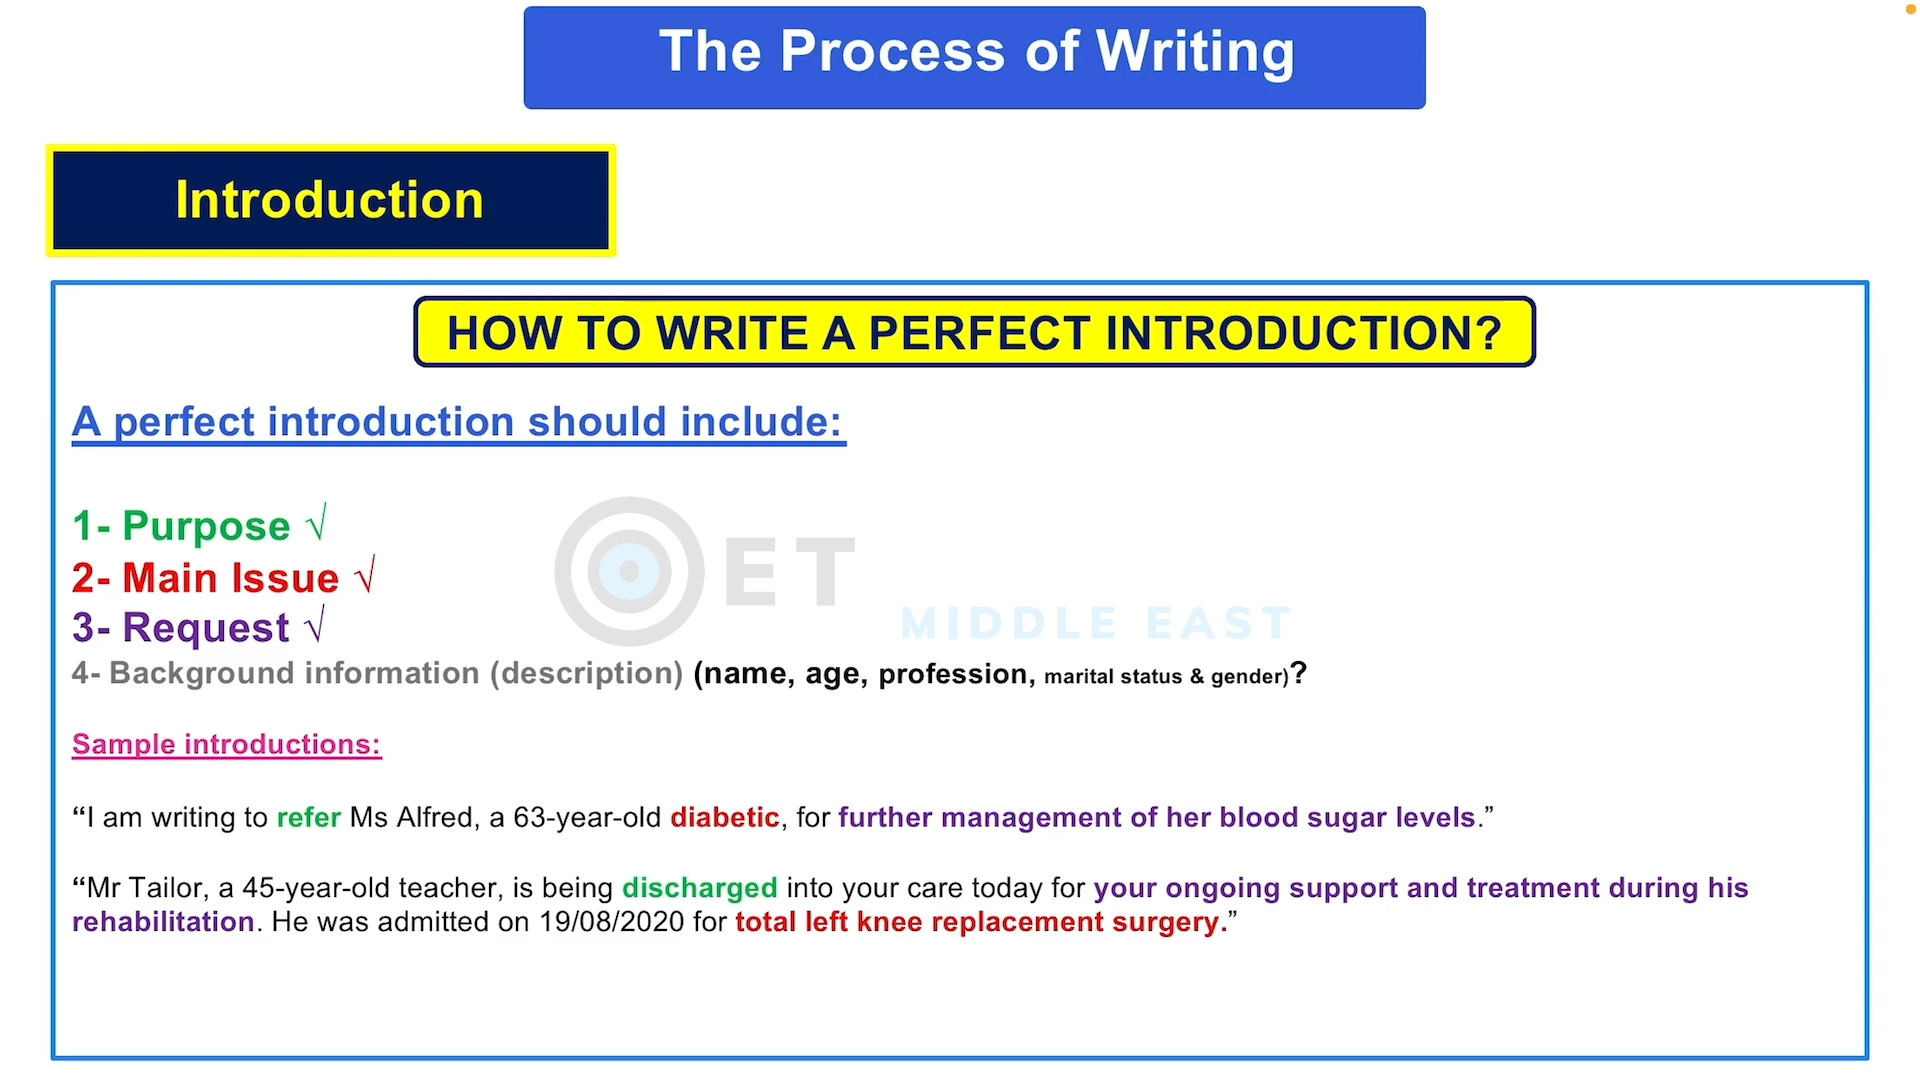 The Process of Writing
Introduction
HOW TO WRITE A PERFECT INTRODUCTION?
A perfect introduction should include:
1- Purpose √
2- Main Issue √
3- Request √
4- Background information (description) (name, age, profession, marital status & gender)?
OET
MIDDLE EAST
Sample introductions:
“I am writing to refer Ms Alfred, a 63-year-old diabetic, for further management of her blood sugar levels.”
“Mr Tailor, a 45-year-old teacher, is being discharged into your care today for your ongoing support and treatment during his
rehabilitation. He was admitted on 19/08/2020 for total left knee replacement surgery.”